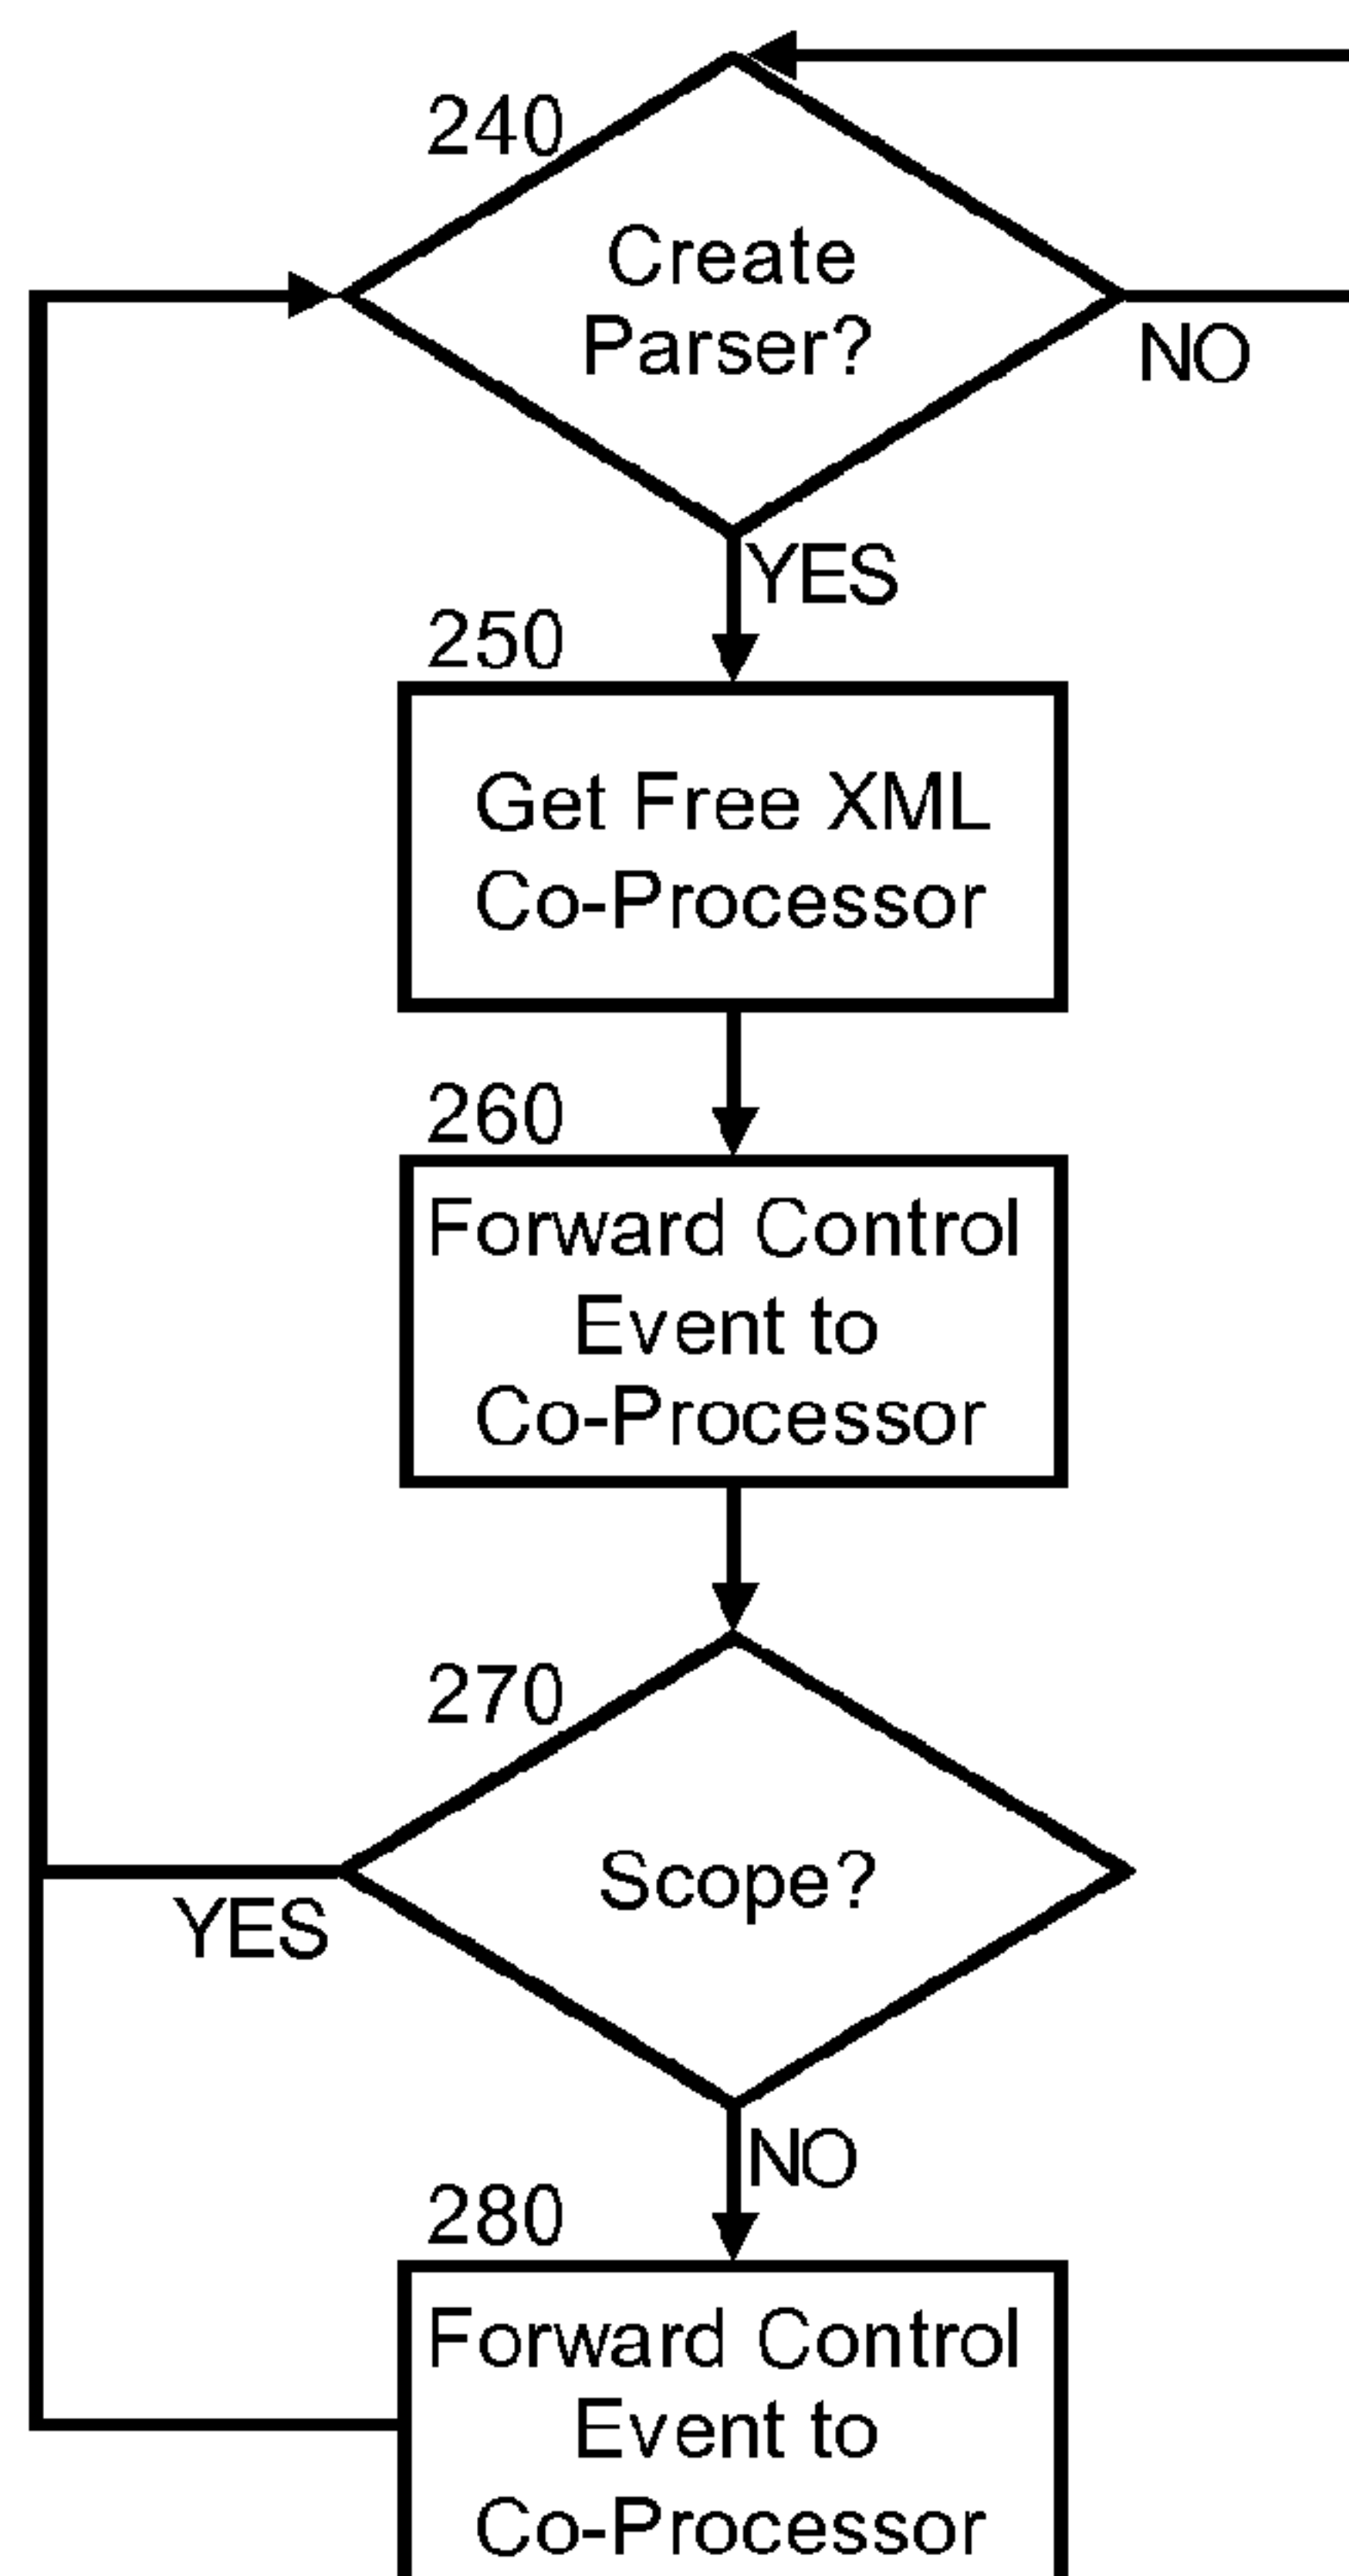 240
Create
Parser?
NO
YES
250
Get Free XML
Co-Processor
260
Forward Control
Event to
Co-Processor
270
Scope?
YES
NO
280
Forward Control
Event to
Co-Processor